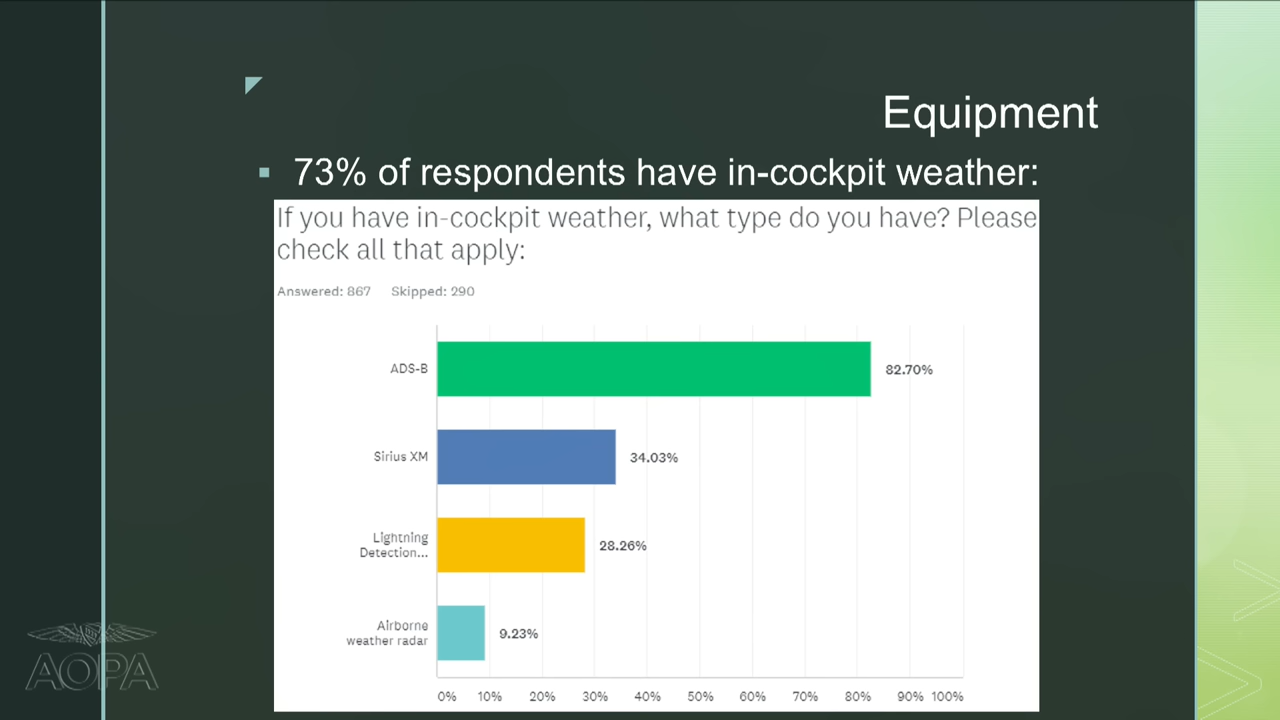 Equipment
73% of respondents have in-cockpit weather:
If you have in-cockpit weather, what type do you have? Please
check all that apply:
Answered: 867 Skipped: 290
ADS-B
82.70%
Sirius XM
34.03%
Lightning
Detection...
28.26%
Airborne
weather radar
9.23%
0% 10% 20% 30% 40% 50% 60% 70% 80% 90% 100%
AOPA